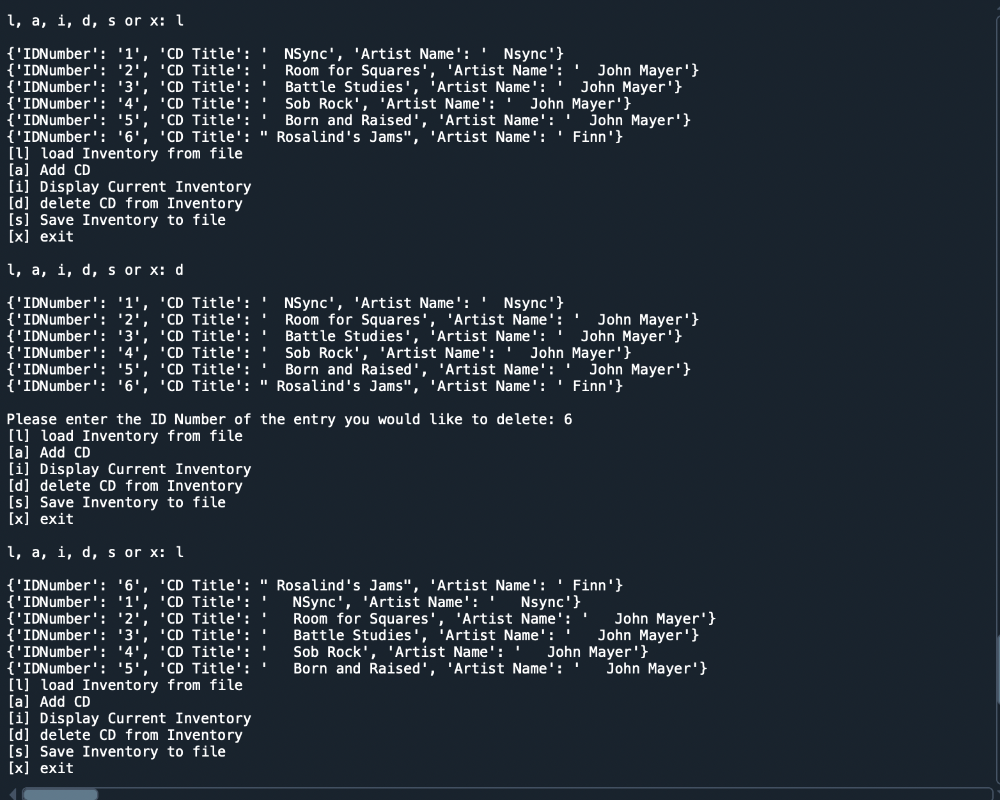 l, a, i, d, s or x: l
{'IDNumber': '1', 'CD Title': '  NSync', 'Artist Name': '  Nsync'}
{'IDNumber': '2', 'CD Title': '  Room for Squares', 'Artist Name': '  John Mayer'}
{'IDNumber': '3', 'CD Title': '  Battle Studies', 'Artist Name': '  John Mayer'}
{'IDNumber': '4', 'CD Title': '  Sob Rock', 'Artist Name': '  John Mayer'}
{'IDNumber': '5', 'CD Title': '  Born and Raised', 'Artist Name': '  John Mayer'}
{'IDNumber': '6', 'CD Title': " Rosalind's Jams", 'Artist Name': ' Finn'}
[l] load Inventory from file
[a] Add CD
[i] Display Current Inventory
[d] delete CD from Inventory
[s] Save Inventory to file
[x] exit
l, a, i, d, s or x: d
{'IDNumber': '1', 'CD Title': '  NSync', 'Artist Name': '  Nsync'}
{'IDNumber': '2', 'CD Title': '  Room for Squares', 'Artist Name': '  John Mayer'}
{'IDNumber': '3', 'CD Title': '  Battle Studies', 'Artist Name': '  John Mayer'}
{'IDNumber': '4', 'CD Title': '  Sob Rock', 'Artist Name': '  John Mayer'}
{'IDNumber': '5', 'CD Title': '  Born and Raised', 'Artist Name': '  John Mayer'}
{'IDNumber': '6', 'CD Title': " Rosalind's Jams", 'Artist Name': ' Finn'}
Please enter the ID Number of the entry you would like to delete: 6
[l] load Inventory from file
[a] Add CD
[i] Display Current Inventory
[d] delete CD from Inventory
[s] Save Inventory to file
[x] exit
l, a, i, d, s or x: l
{'IDNumber': '6', 'CD Title': " Rosalind's Jams", 'Artist Name': ' Finn'}
{'IDNumber': '1', 'CD Title': '   NSync', 'Artist Name': '   Nsync'}
{'IDNumber': '2', 'CD Title': '   Room for Squares', 'Artist Name': '   John Mayer'}
{'IDNumber': '3', 'CD Title': '   Battle Studies', 'Artist Name': '   John Mayer'}
{'IDNumber': '4', 'CD Title': '   Sob Rock', 'Artist Name': '   John Mayer'}
{'IDNumber': '5', 'CD Title': '   Born and Raised', 'Artist Name': '   John Mayer'}
[l] load Inventory from file
[a] Add CD
[i] Display Current Inventory
[d] delete CD from Inventory
[s] Save Inventory to file
[x] exit